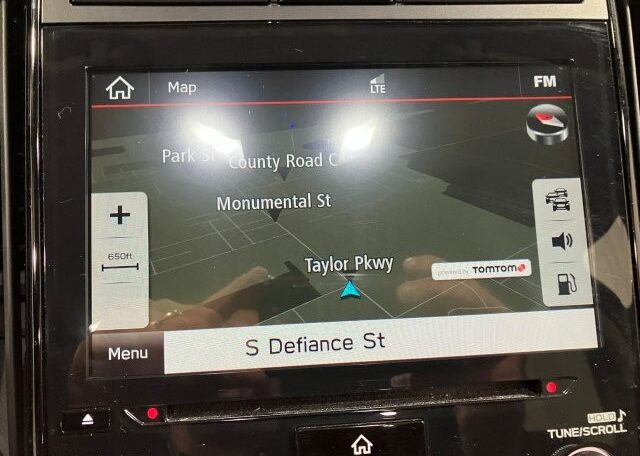 Map
LTE
FM
Park St
County Road C
Monumental St
650ft
Taylor Pkwy
powered by TOMTOM
Menu
S Defiance St
HOLD
TUNE/SCROLL